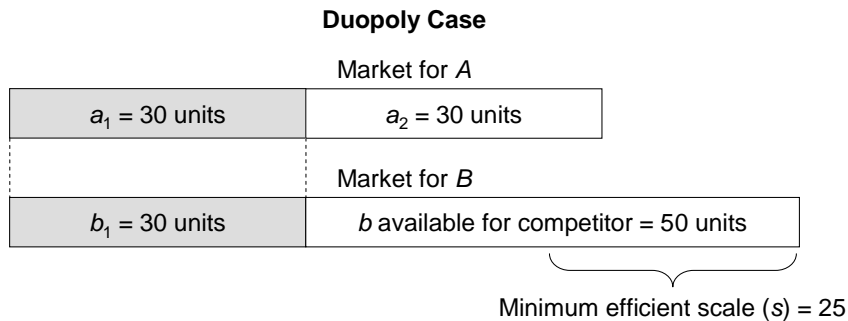 Duopoly Case
Market for A
a₁ = 30 units
a₂ = 30 units
Market for B
b₁ = 30 units
b available for competitor = 50 units
Minimum efficient scale (s) = 25